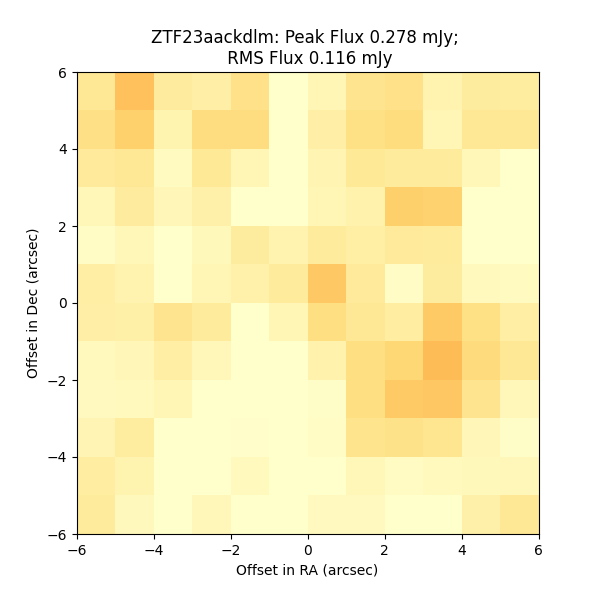 ZTF23aackdlm: Peak Flux 0.278 mJy;
RMS Flux 0.116 mJy
6
4
2
0
−2
−4
−6
Offset in Dec (arcsec)
−6 −4 −2 0 2 4 6
Offset in RA (arcsec)